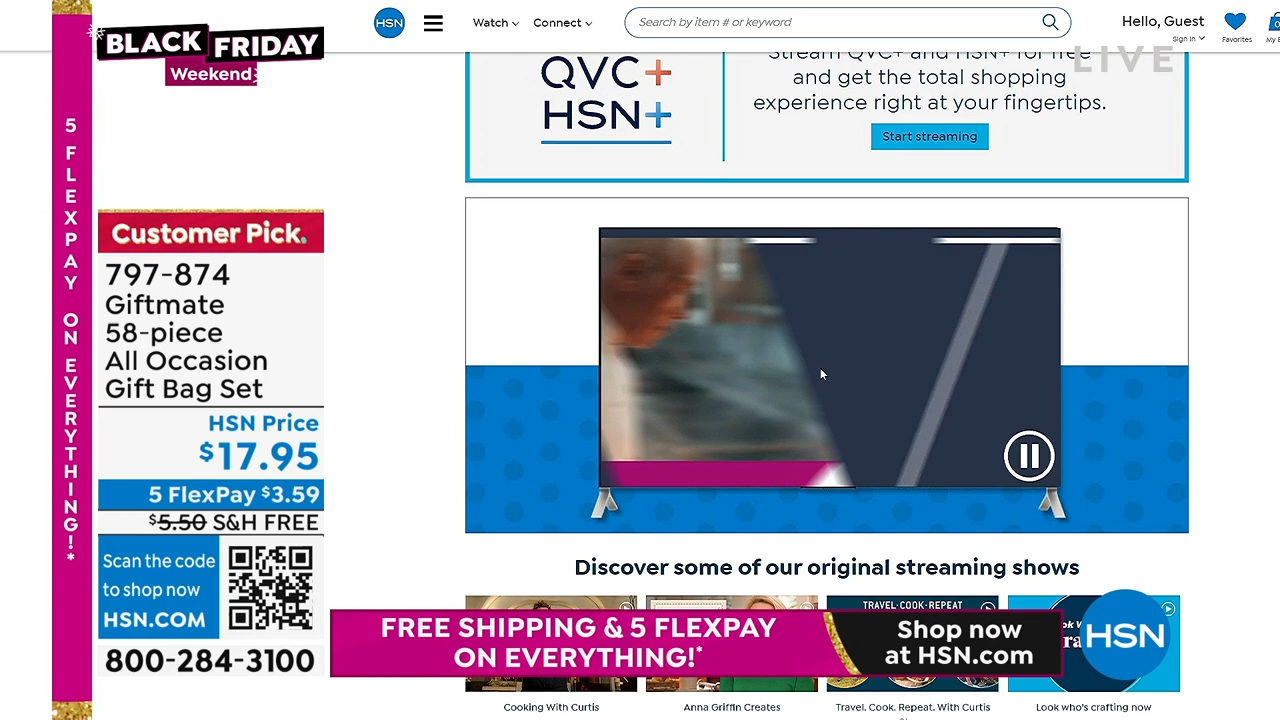 BLACK FRIDAY
Weekend
5 FLEXPAY ON EVERYTHING!*
HSN
Watch
Connect
Search by item # or keyword
Hello, Guest
Sign In
Favorites
LIVE
QVC+
HSN+
Stream QVC+ and HSN+ for free
and get the total shopping
experience right at your fingertips.
Start streaming
Customer Pick.
797-874
Giftmate
58-piece
All Occasion
Gift Bag Set
HSN Price
$17.95
5 FlexPay $3.59
$5.50 S&H FREE
Scan the code
to shop now
HSN.COM
800-284-3100
Discover some of our original streaming shows
TRAVEL·COOK·REPEAT
FREE SHIPPING & 5 FLEXPAY
ON EVERYTHING!*
Shop now
at HSN.com
HSN
Cooking With Curtis
Anna Griffin Creates
Travel. Cook. Repeat. With Curtis
Look who's crafting now